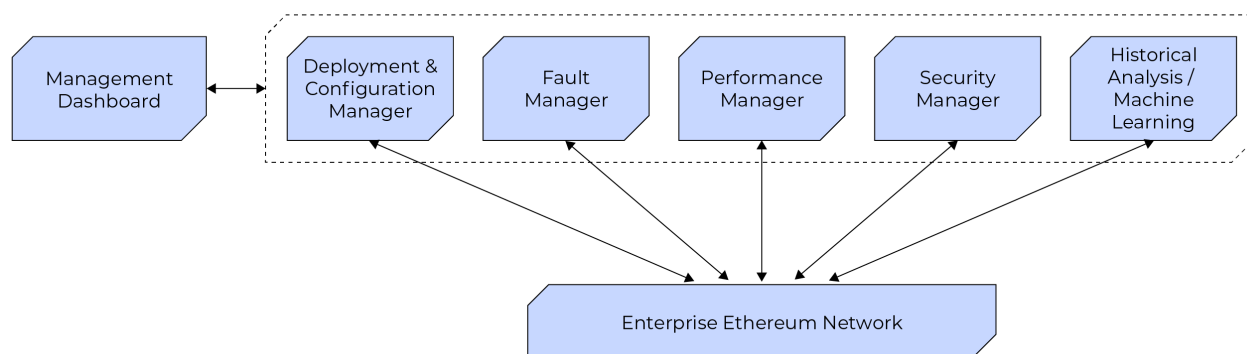 Management
Dashboard
Deployment &
Configuration
Manager
Fault
Manager
Performance
Manager
Security
Manager
Historical
Analysis /
Machine
Learning
Enterprise Ethereum Network